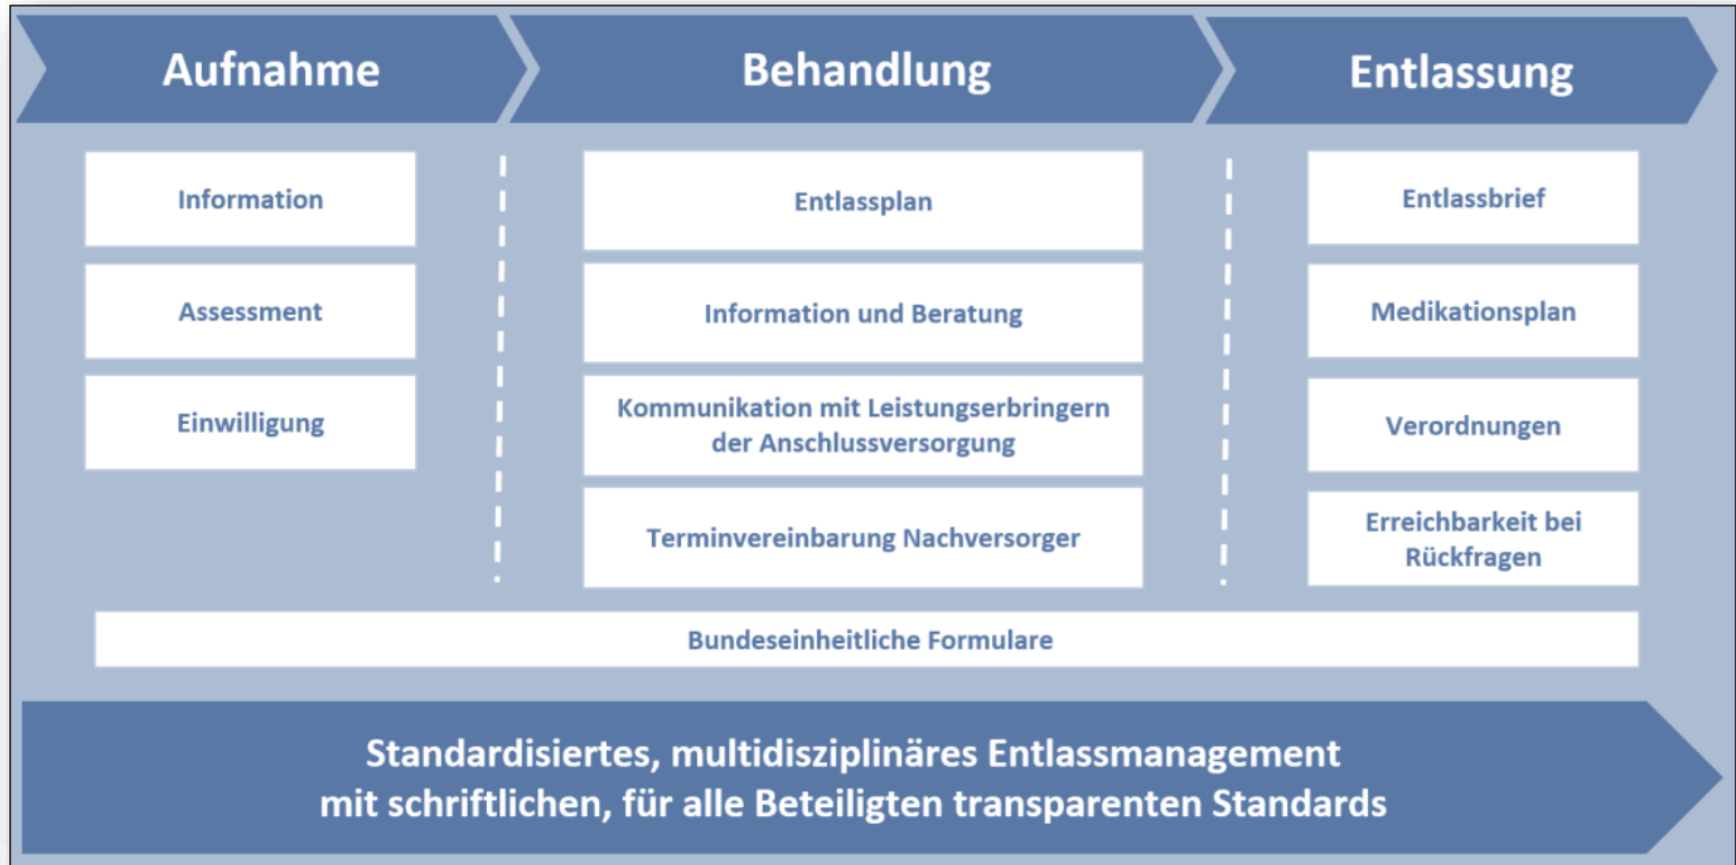 Aufnahme
Behandlung
Entlassung
Information
Assessment
Einwilligung
Entlassplan
Information und Beratung
Kommunikation mit Leistungserbringern
der Anschlussversorgung
Terminvereinbarung Nachversorger
Entlassbrief
Medikationsplan
Verordnungen
Erreichbarkeit bei
Rückfragen
Bundeseinheitliche Formulare
Standardisiertes, multidisziplinäres Entlassmanagement
mit schriftlichen, für alle Beteiligten transparenten Standards